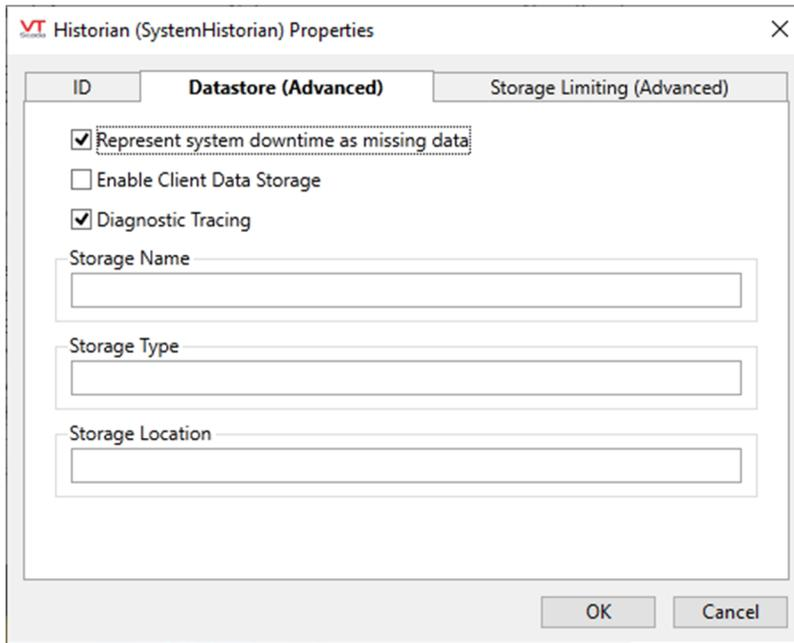 VT
Scada
Historian (SystemHistorian) Properties
ID
Datastore (Advanced)
Storage Limiting (Advanced)
Represent system downtime as missing data
Enable Client Data Storage
Diagnostic Tracing
Storage Name
Storage Type
Storage Location
OK
Cancel